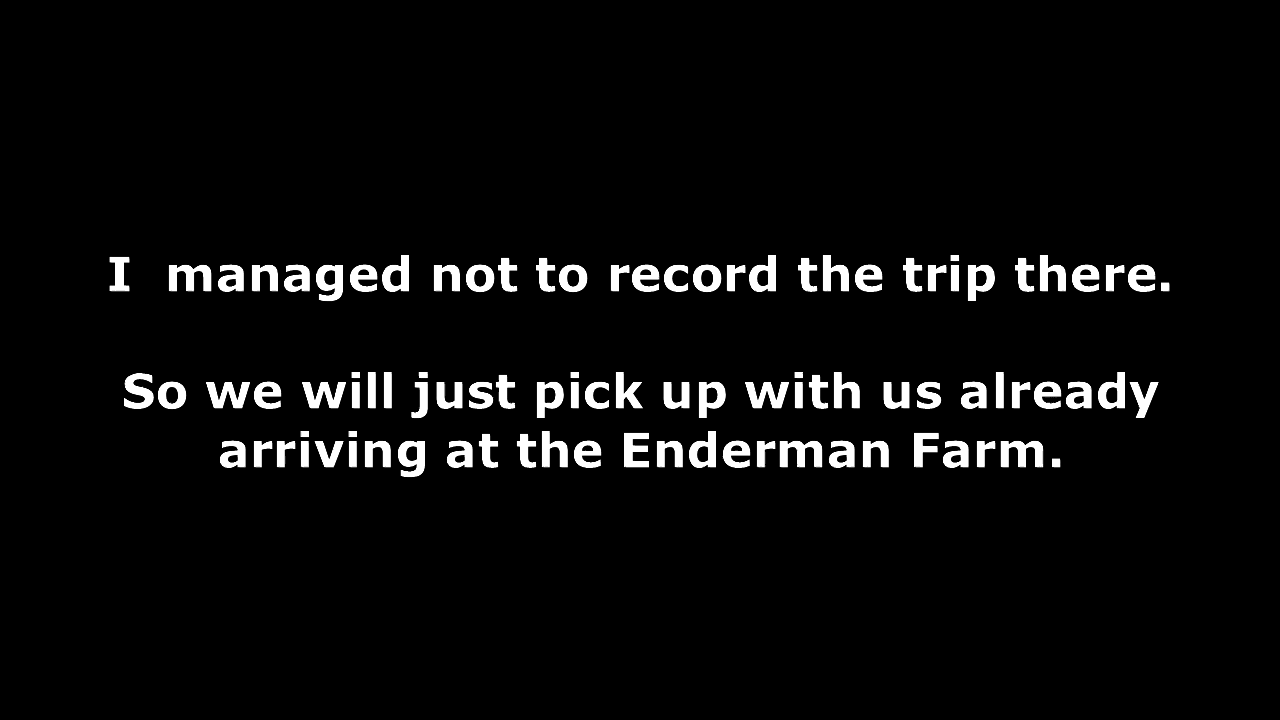 I  managed not to record the trip there.
So we will just pick up with us already
arriving at the Enderman Farm.